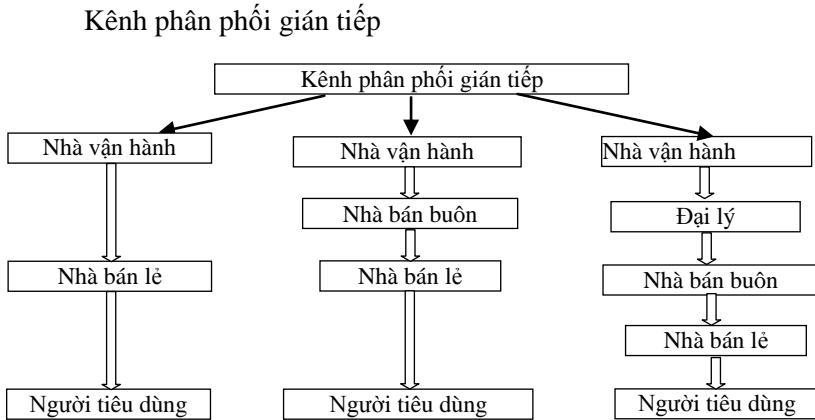 Kênh phân phối gián tiếp
Kênh phân phối gián tiếp
Nhà vận hành
Nhà bán lẻ
Người tiêu dùng
Nhà vận hành
Nhà bán buôn
Nhà bán lẻ
Người tiêu dùng
Nhà vận hành
Đại lý
Nhà bán buôn
Nhà bán lẻ
Người tiêu dùng